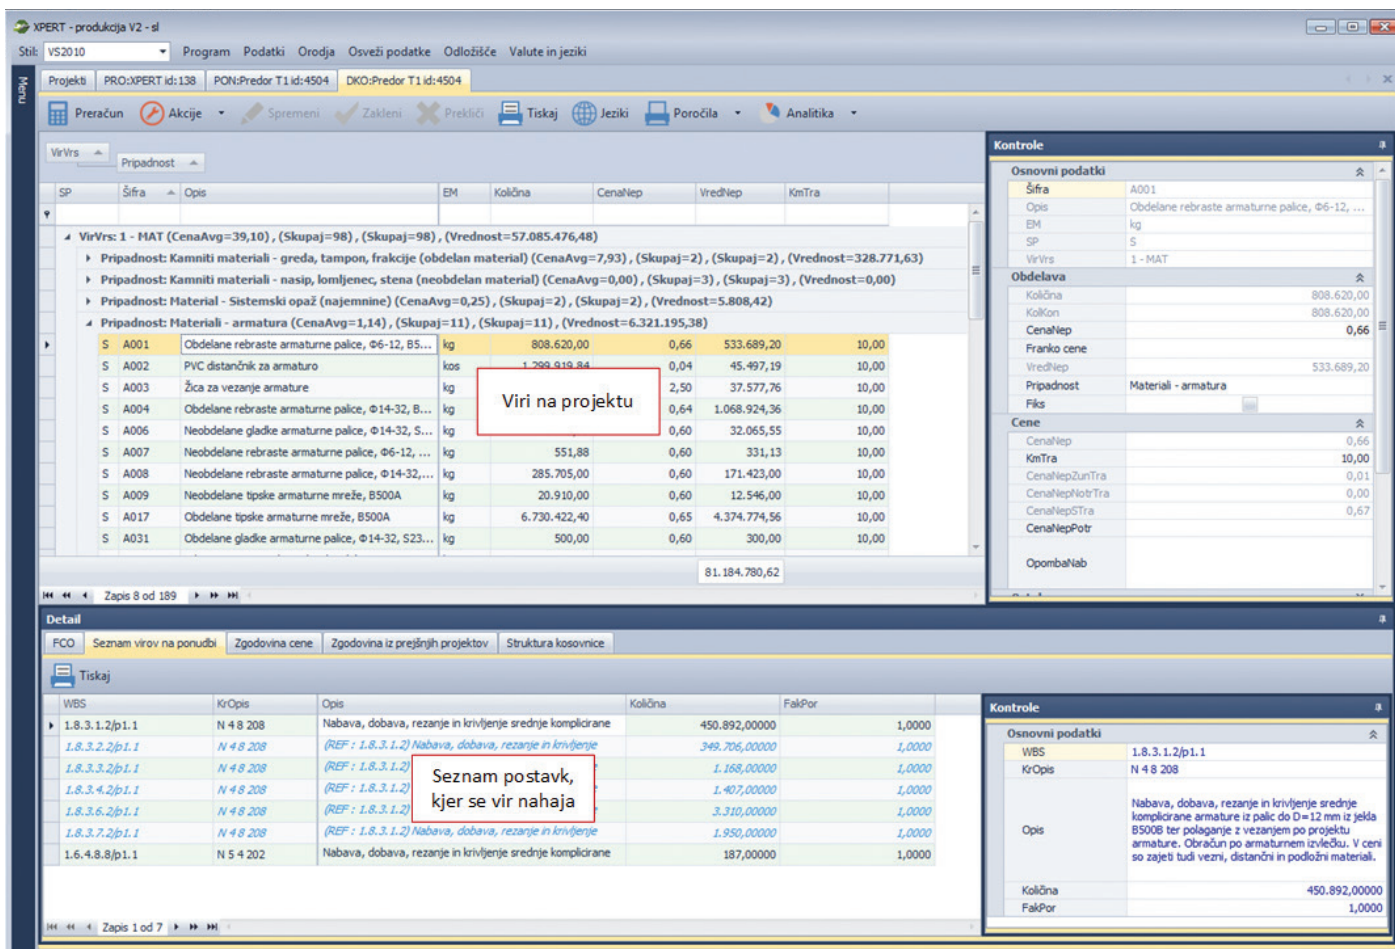 XPERT - produkcija V2 - sl
Stil: VS2010 Program Podatki Orodja Osveži podatke Odložišče Valute in jeziki
Menu
Projekti PRO:XPERT id:138 PON:Predor T1 id:4504 DKO:Predor T1 id:4504
Preračun Akcije Spremeni Zakleni Prekliči Tiskaj Jeziki Poročila Analitika
VirVrs
Pripadnost
SP Šifra Opis EM Količina CenaNep VredNep KmTra
VirVrs: 1 - MAT (CenaAvg=39,10) , (Skupaj=98) , (Skupaj=98) , (Vrednost=57.085.476,48)
Pripadnost: Kamniti materiali - greda, tampon, frakcije (obdelan material) (CenaAvg=7,93) , (Skupaj=2) , (Skupaj=2) , (Vrednost=328.771,63)
Pripadnost: Kamniti materiali - nasip, lomljenec, stena (neobdelan material) (CenaAvg=0,00) , (Skupaj=3) , (Skupaj=3) , (Vrednost=0,00)
Pripadnost: Material - Sistemski opaž (najemnine) (CenaAvg=0,25) , (Skupaj=2) , (Skupaj=2) , (Vrednost=5.808,42)
Pripadnost: Materiali - armatura (CenaAvg=1,14) , (Skupaj=11) , (Skupaj=11) , (Vrednost=6.321.195,38)
S A001 Obdelane rebraste armaturne palice, Φ6-12, B5... kg 808.620,00 0,66 533.689,20 10,00
S A002 PVC distančnik za armaturo kos 1.299.919,84 0,04 45.497,19 10,00
S A003 Žica za vezanje armature kg 2,50 37.577,76 10,00
S A004 Obdelane rebraste armaturne palice, Φ14-32, B... kg 0,64 1.068.924,36 10,00
S A006 Neobdelane gladke armaturne palice, Φ14-32, S... kg 0,60 32.065,55 10,00
S A007 Neobdelane rebraste armaturne palice, Φ6-12, ... kg 551,88 0,60 331,13 10,00
S A008 Neobdelane rebraste armaturne palice, Φ14-32,... kg 285.705,00 0,60 171.423,00 10,00
S A009 Neobdelane tipske armaturne mreže, B500A kg 20.910,00 0,60 12.546,00 10,00
S A017 Obdelane tipske armaturne mreže, B500A kg 6.730.422,40 0,65 4.374.774,56 10,00
S A031 Obdelane gladke armaturne palice, Φ14-32, S23... kg 500,00 0,60 300,00 10,00
Viri na projektu
81.184.780,62
Zapis 8 od 189
Kontrole
Osnovni podatki
Šifra A001
Opis Obdelane rebraste armaturne palice, Φ6-12, ...
EM kg
SP S
VirVrs 1 - MAT
Obdelava
Količina 808.620,00
KolKon 808.620,00
CenaNep 0,66
Franko cene
VredNep 533.689,20
Pripadnost Materiali - armatura
Fiks
Cene
CenaNep 0,66
KmTra 10,00
CenaNepZunTra 0,01
CenaNepNotrTra 0,00
CenaNepSTra 0,67
CenaNepPotr
OpombaNab
Detail
FCO Seznam virov na ponudbi Zgodovina cene Zgodovina iz prejšnjih projektov Struktura kosovnice
Tiskaj
WBS KrOpis Opis Količina FakPor
1.8.3.1.2/p1.1 N 4 8 208 Nabava, dobava, rezanje in krivljenje srednje komplicirane 450.892,00000 1,0000
1.8.3.2.2/p1.1 N 4 8 208 (REF : 1.8.3.1.2) Nabava, dobava, rezanje in krivljenje 349.706,00000 1,0000
1.8.3.3.2/p1.1 N 4 8 208 (REF : 1.8.3.1.2) 1.168,00000 1,0000
1.8.3.4.2/p1.1 N 4 8 208 (REF : 1.8.3.1.2) 1.407,00000 1,0000
1.8.3.6.2/p1.1 N 4 8 208 (REF : 1.8.3.1.2) 3.310,00000 1,0000
1.8.3.7.2/p1.1 N 4 8 208 (REF : 1.8.3.1.2) Nabava, dobava, rezanje in krivljenje 1.950,00000 1,0000
1.6.4.8.8/p1.1 N 5 4 202 Nabava, dobava, rezanje in krivljenje srednje komplicirane 187,00000 1,0000
Seznam postavk,
kjer se vir nahaja
Zapis 1 od 7
Kontrole
Osnovni podatki
WBS 1.8.3.1.2/p1.1
KrOpis N 4 8 208
Opis Nabava, dobava, rezanje in krivljenje srednje
komplicirane armature iz palic do D=12 mm iz jekla
B500B ter polaganje z vezanjem po projektu
armature. Obračun po armaturnem izvlečku. V ceni
so zajeti tudi vezni, distančni in podložni materiali.
Količina 450.892,00000
FakPor 1,0000